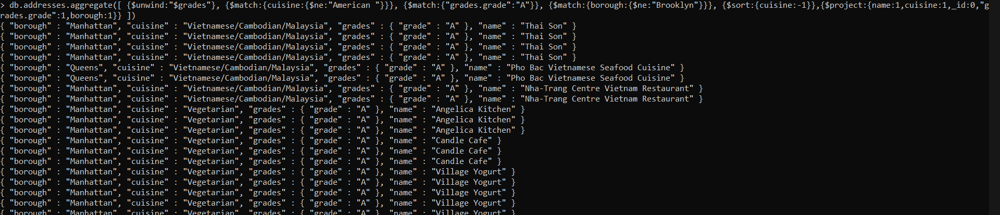 > db.addresses.aggregate([ {$unwind:"$grades"}, {$match:{cuisine:{$ne:"American "}}}, {$match:{"grades.grade":"A"}}, {$match:{borough:{$ne:"Brooklyn"}}}, {$sort:{cuisine:-1}},{$project:{name:1,cuisine:1,_id:0,"g
rades.grade":1,borough:1}} ])
{ "borough" : "Manhattan", "cuisine" : "Vietnamese/Cambodian/Malaysia", "grades" : { "grade" : "A" }, "name" : "Thai Son" }
{ "borough" : "Manhattan", "cuisine" : "Vietnamese/Cambodian/Malaysia", "grades" : { "grade" : "A" }, "name" : "Thai Son" }
{ "borough" : "Manhattan", "cuisine" : "Vietnamese/Cambodian/Malaysia", "grades" : { "grade" : "A" }, "name" : "Thai Son" }
{ "borough" : "Manhattan", "cuisine" : "Vietnamese/Cambodian/Malaysia", "grades" : { "grade" : "A" }, "name" : "Thai Son" }
{ "borough" : "Queens", "cuisine" : "Vietnamese/Cambodian/Malaysia", "grades" : { "grade" : "A" }, "name" : "Pho Bac Vietnamese Seafood Cuisine" }
{ "borough" : "Queens", "cuisine" : "Vietnamese/Cambodian/Malaysia", "grades" : { "grade" : "A" }, "name" : "Pho Bac Vietnamese Seafood Cuisine" }
{ "borough" : "Manhattan", "cuisine" : "Vietnamese/Cambodian/Malaysia", "grades" : { "grade" : "A" }, "name" : "Nha-Trang Centre Vietnam Restaurant" }
{ "borough" : "Manhattan", "cuisine" : "Vietnamese/Cambodian/Malaysia", "grades" : { "grade" : "A" }, "name" : "Nha-Trang Centre Vietnam Restaurant" }
{ "borough" : "Manhattan", "cuisine" : "Vegetarian", "grades" : { "grade" : "A" }, "name" : "Angelica Kitchen" }
{ "borough" : "Manhattan", "cuisine" : "Vegetarian", "grades" : { "grade" : "A" }, "name" : "Angelica Kitchen" }
{ "borough" : "Manhattan", "cuisine" : "Vegetarian", "grades" : { "grade" : "A" }, "name" : "Angelica Kitchen" }
{ "borough" : "Manhattan", "cuisine" : "Vegetarian", "grades" : { "grade" : "A" }, "name" : "Candle Cafe" }
{ "borough" : "Manhattan", "cuisine" : "Vegetarian", "grades" : { "grade" : "A" }, "name" : "Candle Cafe" }
{ "borough" : "Manhattan", "cuisine" : "Vegetarian", "grades" : { "grade" : "A" }, "name" : "Candle Cafe" }
{ "borough" : "Manhattan", "cuisine" : "Vegetarian", "grades" : { "grade" : "A" }, "name" : "Village Yogurt" }
{ "borough" : "Manhattan", "cuisine" : "Vegetarian", "grades" : { "grade" : "A" }, "name" : "Village Yogurt" }
{ "borough" : "Manhattan", "cuisine" : "Vegetarian", "grades" : { "grade" : "A" }, "name" : "Village Yogurt" }
{ "borough" : "Manhattan", "cuisine" : "Vegetarian", "grades" : { "grade" : "A" }, "name" : "Village Yogurt" }
{ "borough" : "Manhattan", "cuisine" : "Vegetarian", "grades" : { "grade" : "A" }, "name" : "Village Yogurt" }